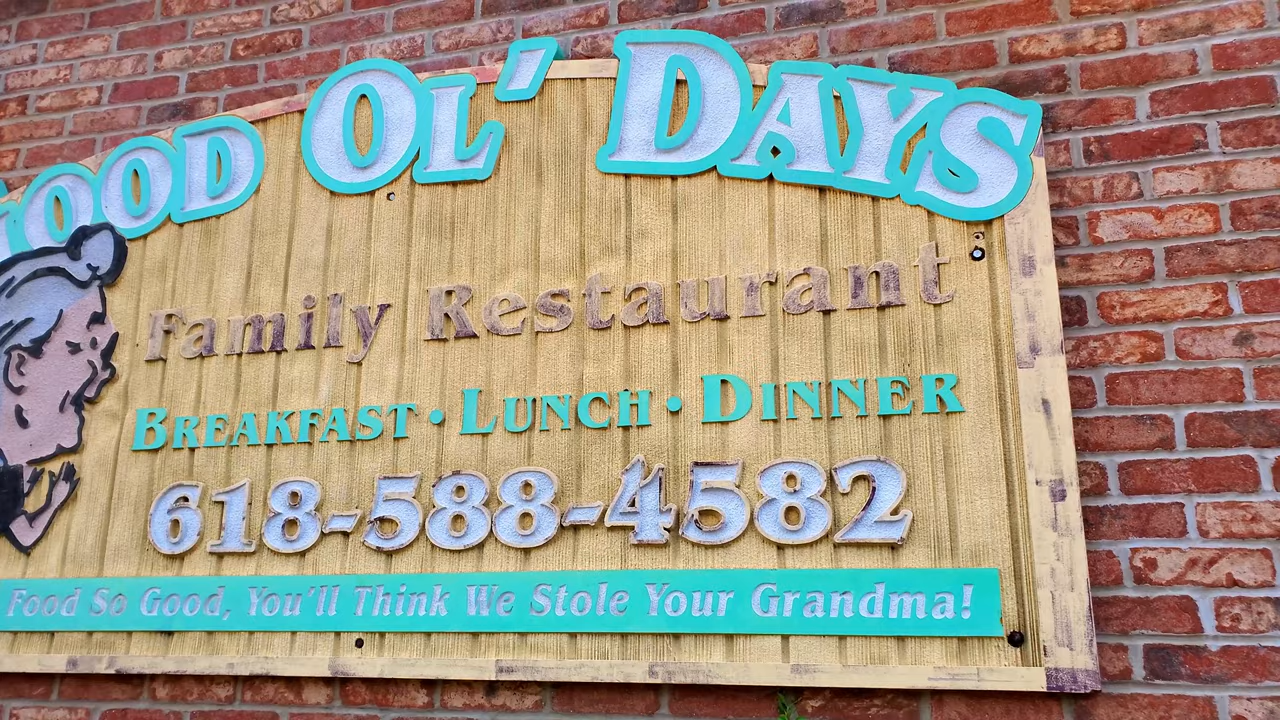 Good Ol' Days
Family Restaurant
Breakfast · Lunch · Dinner
618-588-4582
Food So Good, You'll Think We Stole Your Grandma!